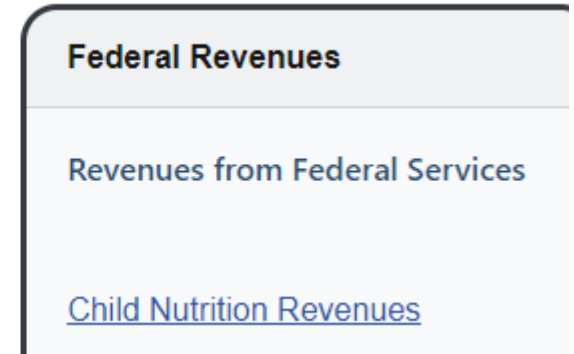 Federal Revenues
Revenues from Federal Services
Child Nutrition Revenues